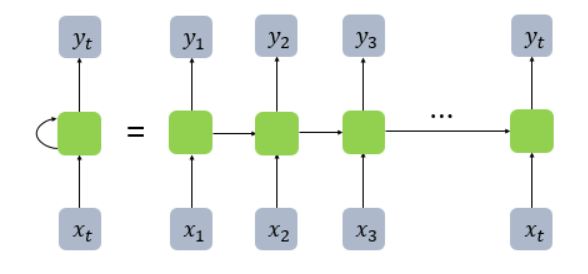 yₜ y₁ y₂ y₃ yₜ
= ...
xₜ x₁ x₂ x₃ xₜ